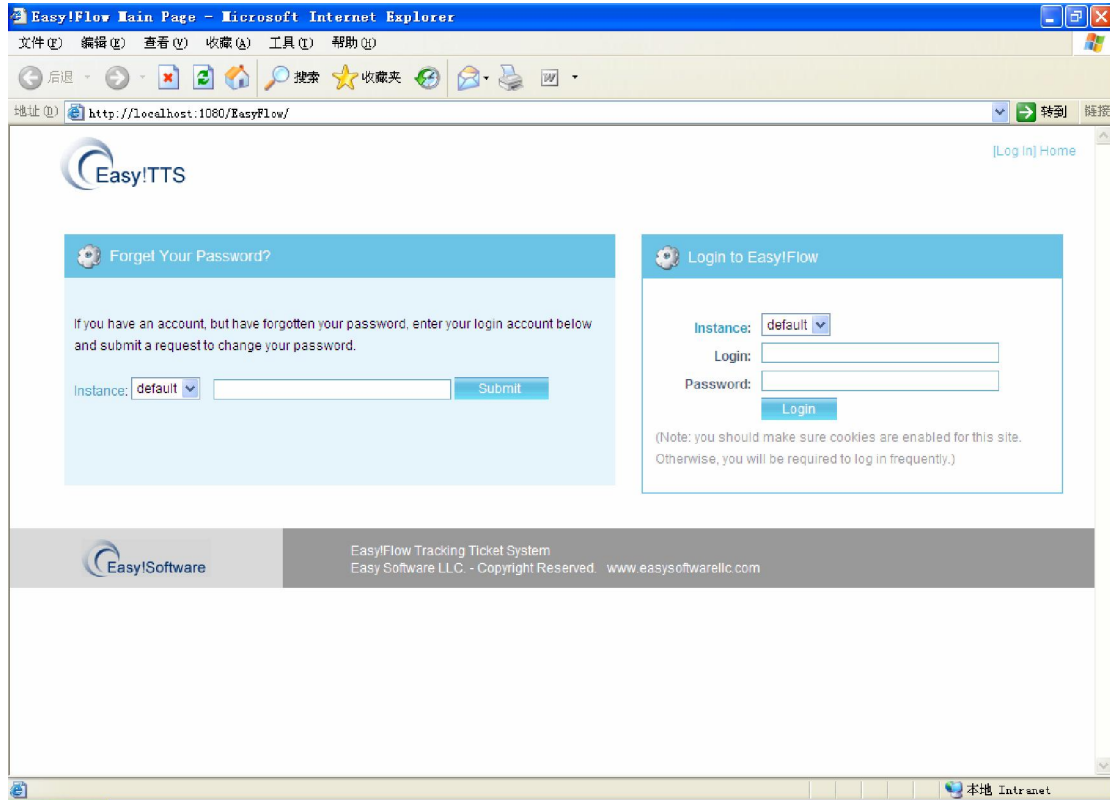 Easy!Flow Main Page - Microsoft Internet Explorer
文件(F) 编辑(E) 查看(V) 收藏(A) 工具(T) 帮助(H)
后退 搜索 收藏夹
地址(D) http://localhost:1080/EasyFlow/ 转到 链接
[Log In] Home
Easy!TTS
Forget Your Password?
If you have an account, but have forgotten your password, enter your login account below
and submit a request to change your password.
Instance: default Submit
Login to Easy!Flow
Instance: default
Login:
Password:
Login
(Note: you should make sure cookies are enabled for this site.
Otherwise, you will be required to log in frequently.)
Easy!Software
Easy!Flow Tracking Ticket System
Easy Software LLC. - Copyright Reserved. www.easysoftwarellc.com
本地 Intranet